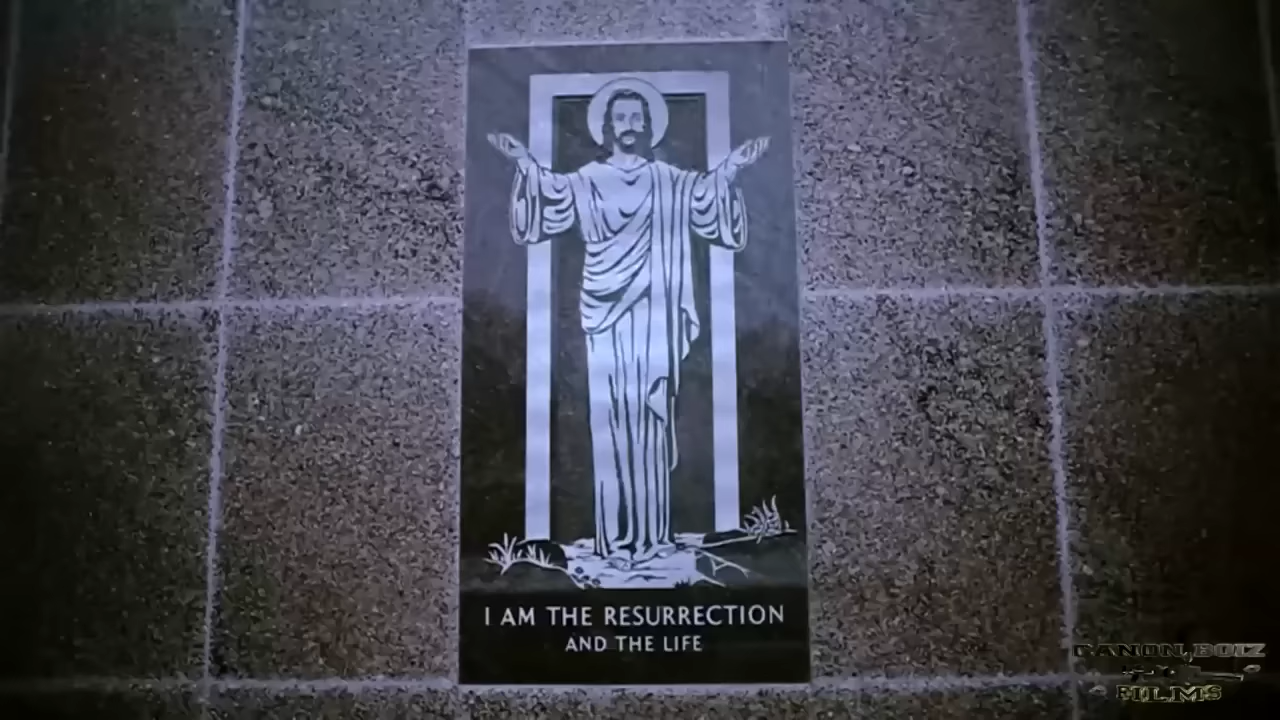 I AM THE RESURRECTION
AND THE LIFE
CANON BOIZ
FILMS